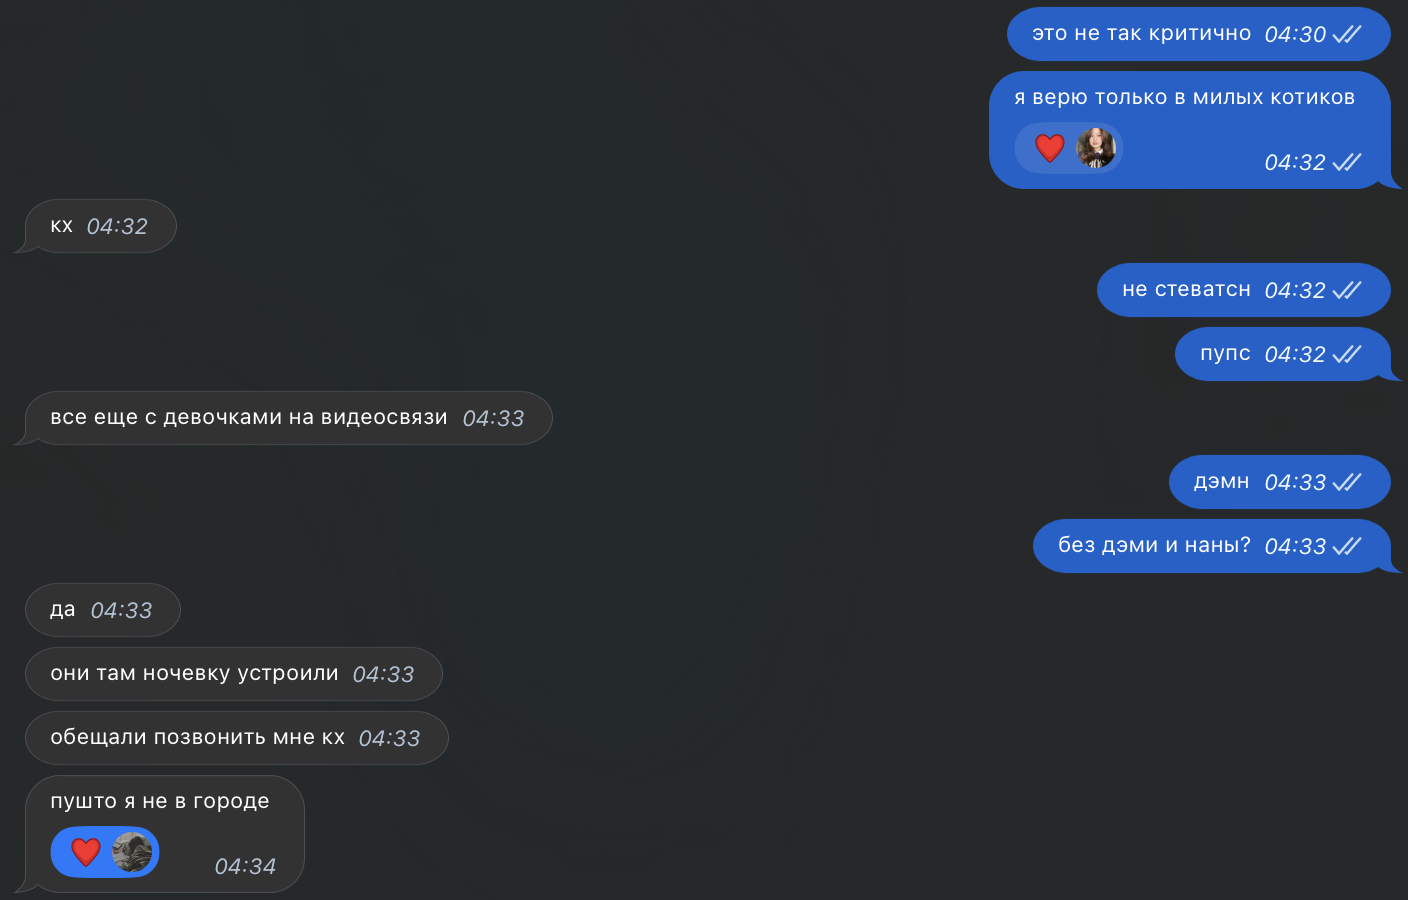 это не так критично 04:30
я верю только в милых котиков
04:32
кх 04:32
не стеватсн 04:32
пупс 04:32
все еще с девочками на видеосвязи 04:33
дэмн 04:33
без дэми и наны? 04:33
да 04:33
они там ночевку устроили 04:33
обещали позвонить мне кх 04:33
пушто я не в городе
04:34